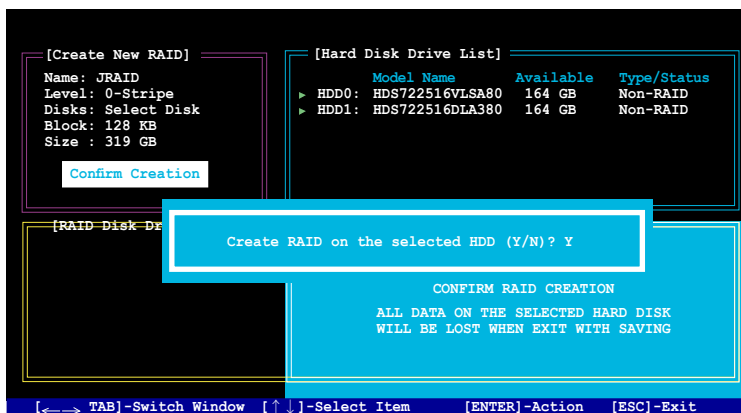 [Create New RAID]
Name: JRAID
Level: 0-Stripe
Disks: Select Disk
Block: 128 KB
Size : 319 GB
Confirm Creation
[Hard Disk Drive List]
Model Name Available Type/Status
HDD0: HDS722516VLSA80 164 GB Non-RAID
HDD1: HDS722516DLA380 164 GB Non-RAID
[RAID Disk Dr
Create RAID on the selected HDD (Y/N)? Y
CONFIRM RAID CREATION
ALL DATA ON THE SELECTED HARD DISK
WILL BE LOST WHEN EXIT WITH SAVING
[←→ TAB]-Switch Window [↑↓]-Select Item [ENTER]-Action [ESC]-Exit